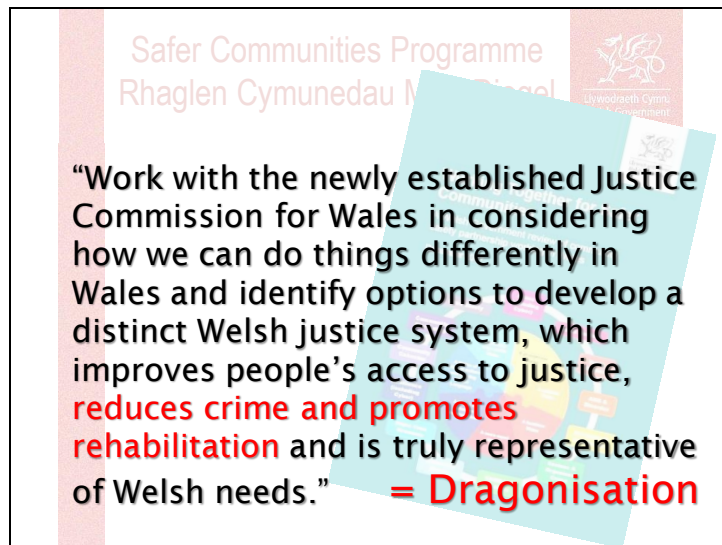 Safer Communities Programme
Rhaglen Cymunedau
Llywodraeth Cymru
Government
“Work with the newly established Justice
Commission for Wales in considering
how we can do things differently in
Wales and identify options to develop a
distinct Welsh justice system, which
improves people’s access to justice,
reduces crime and promotes
rehabilitation and is truly representative
of Welsh needs.” = Dragonisation